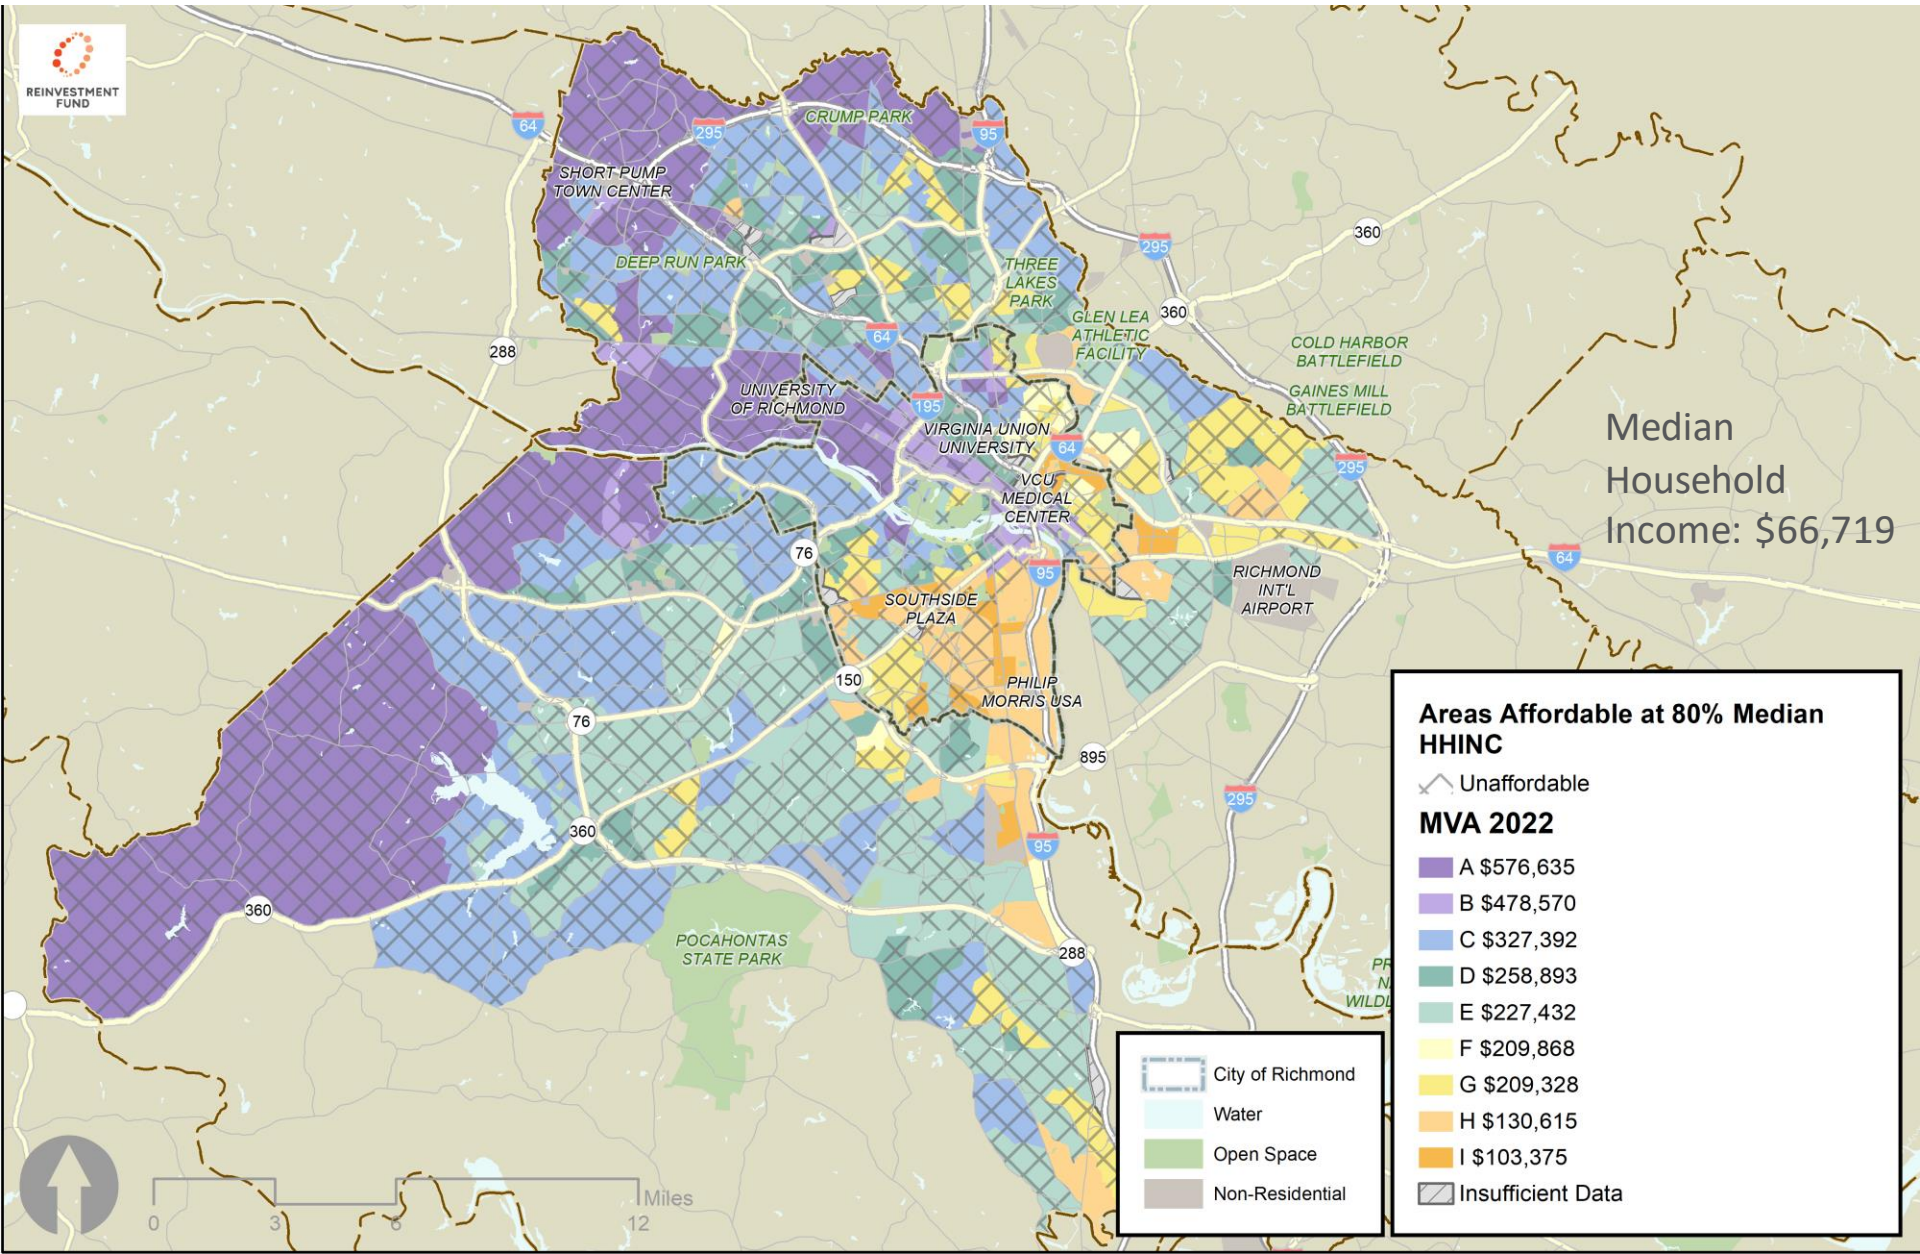 REINVESTMENT
FUND
64
295
CRUMP PARK
95
SHORT PUMP
TOWN CENTER
295
360
DEEP RUN PARK
THREE
LAKES
PARK
360
GLEN LEA
ATHLETIC
FACILITY
64
288
COLD HARBOR
BATTLEFIELD
UNIVERSITY
OF RICHMOND
195
GAINES MILL
BATTLEFIELD
VIRGINIA UNION
UNIVERSITY
64
295
VCU
MEDICAL
CENTER
Median
Household
Income: $66,719
76
95
64
RICHMOND
INT'L
AIRPORT
SOUTHSIDE
PLAZA
150
PHILIP
MORRIS USA
76
895
295
360
95
360
POCAHONTAS
STATE PARK
288
PR
N
WILDL
Areas Affordable at 80% Median
HHINC
Unaffordable
MVA 2022
A $576,635
B $478,570
C $327,392
D $258,893
E $227,432
F $209,868
G $209,328
H $130,615
I $103,375
Insufficient Data
City of Richmond
Water
Open Space
Non-Residential
Miles
0 3 6 12